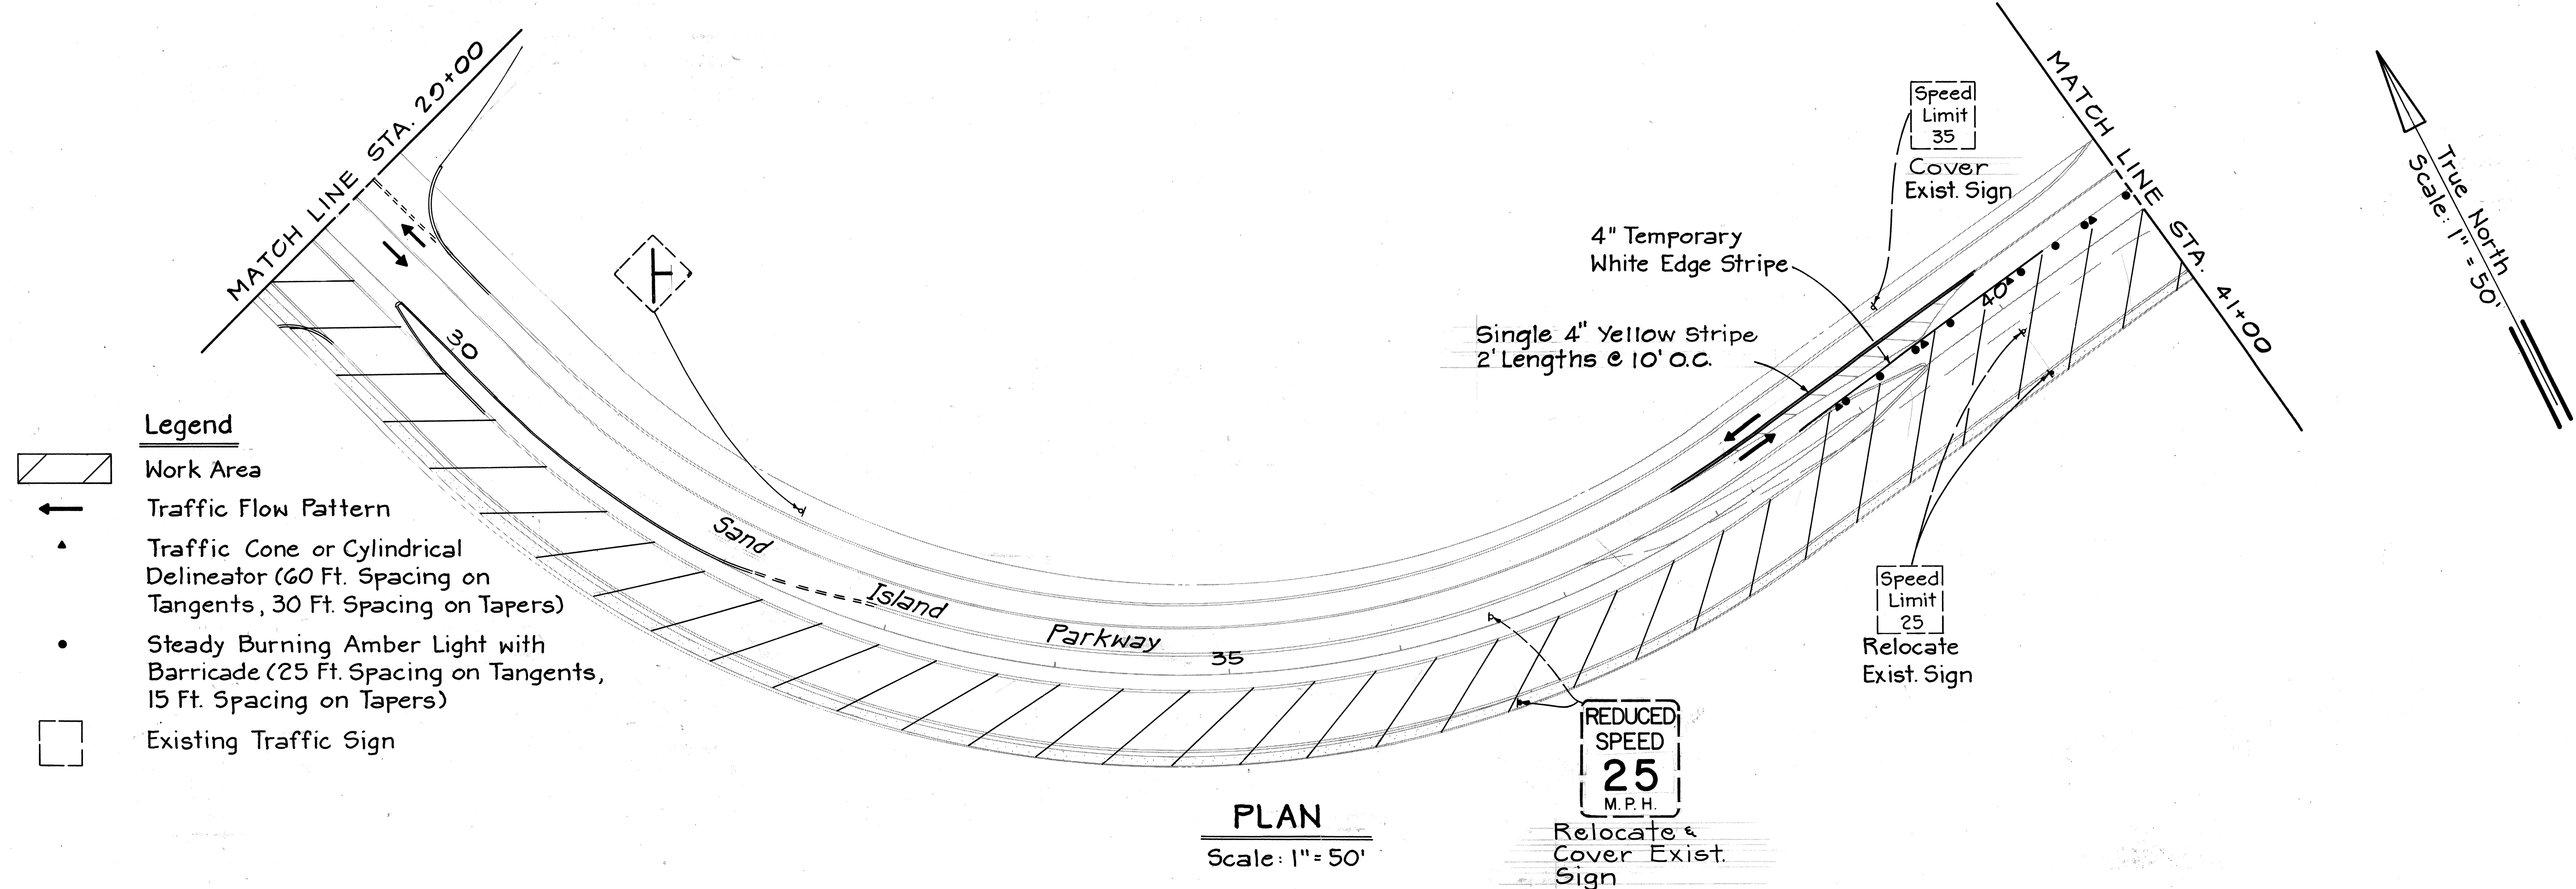 MATCH LINE STA. 29+00
30
Legend
Work Area
Traffic Flow Pattern
Traffic Cone or Cylindrical
Delineator (60 Ft. Spacing on
Tangents, 30 Ft. Spacing on Tapers)
Steady Burning Amber Light with
Barricade (25 Ft. Spacing on Tangents,
15 Ft. Spacing on Tapers)
Existing Traffic Sign
Sand
Island
Parkway
35
PLAN
Scale: 1" = 50'
REDUCED
SPEED
25
M.P.H.
Relocate &
Cover Exist.
Sign
4" Temporary
White Edge Stripe
Single 4" Yellow Stripe
2' Lengths @ 10' O.C.
Speed
Limit
35
Cover
Exist. Sign
40
Speed
Limit
25
Relocate
Exist. Sign
MATCH LINE STA. 41+00
True North
Scale: 1" = 50'